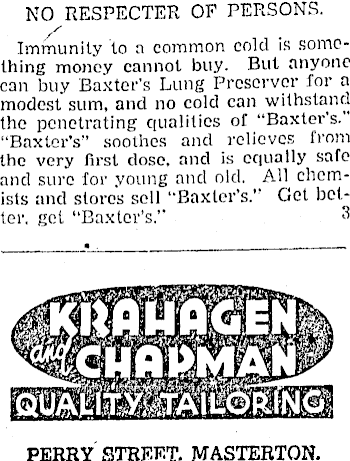 NO RESPECTER OF PERSONS.
Immunity to a common cold is some-
thing money cannot buy. But anyone
can buy Baxter's Lung Preserver for a
modest sum, and no cold can withstand
the penetrating qualities of "Baxter's."
"Baxter's" soothes and relieves from
the very first dose, and is equally safe
and sure for young and old. All chem-
ists and stores sell "Baxter's." Get bet-
ter, get "Baxter's." 3
KRAHAGEN
and CHAPMAN
QUALITY TAILORING
PERRY STREET, MASTERTON.